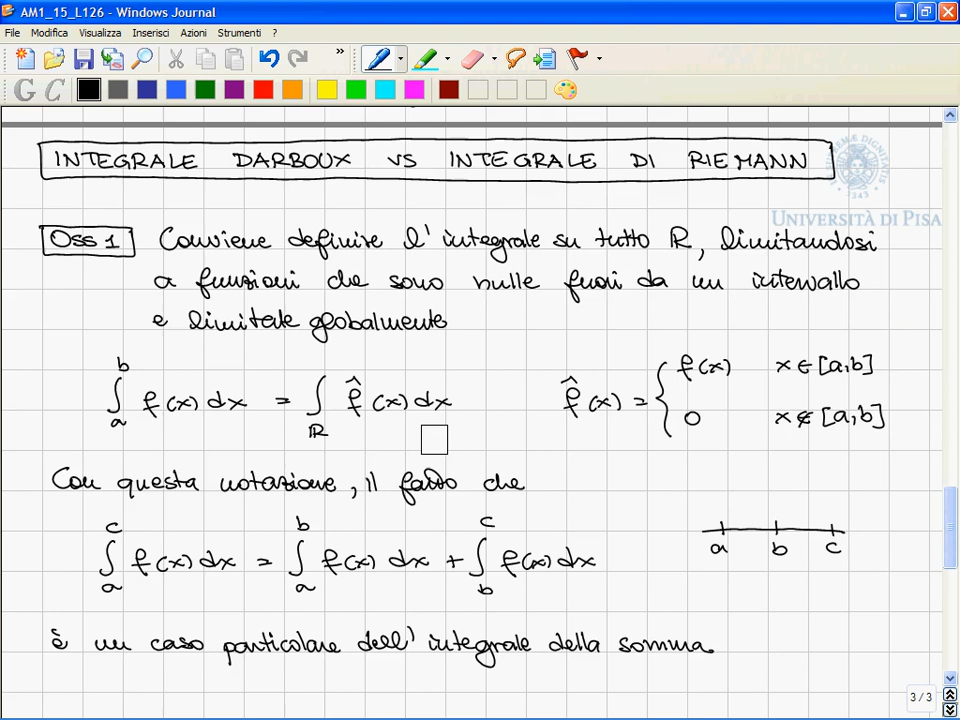 AM1_15_L126 - Windows Journal
File Modifica Visualizza Inserisci Azioni Strumenti ?
INTEGRALE DARBOUX VS INTEGRALE DI RIEMANN
UNIVERSITÀ DI PISA
Oss 1 Conviene definire l'integrale su tutto ℝ, limitandosi
a funzioni che sono nulle fuori da un intervallo
e limitate globalmente
∫_a^b f(x) dx = ∫_ℝ f̂(x) dx f̂(x) = { f(x) x ∈ [a,b]
0 x ∉ [a,b]
Con questa notazione, il fatto che
∫_a^c f(x) dx = ∫_a^b f(x) dx + ∫_b^c f(x) dx
a b c
è un caso particolare dell'integrale della somma.
3 / 3